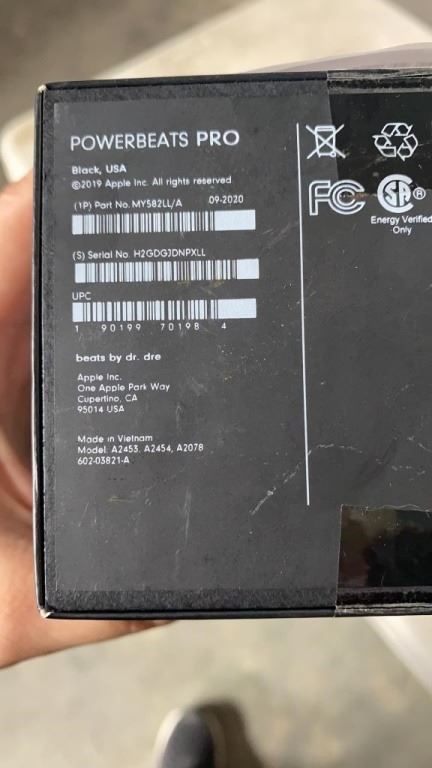 POWERBEATS PRO
Black, USA
©2019 Apple Inc. All rights reserved
(1P) Part No. MY582LL/A 09-2020
(S) Serial No. H2GDGJDNPXLL
UPC
1 90199 70198 4
beats by dr. dre
Apple Inc.
One Apple Park Way
Cupertino, CA
95014 USA
Made in Vietnam
Model: A2453, A2454, A2078
602-03821-A
FC SA ®
Energy Verified
Only